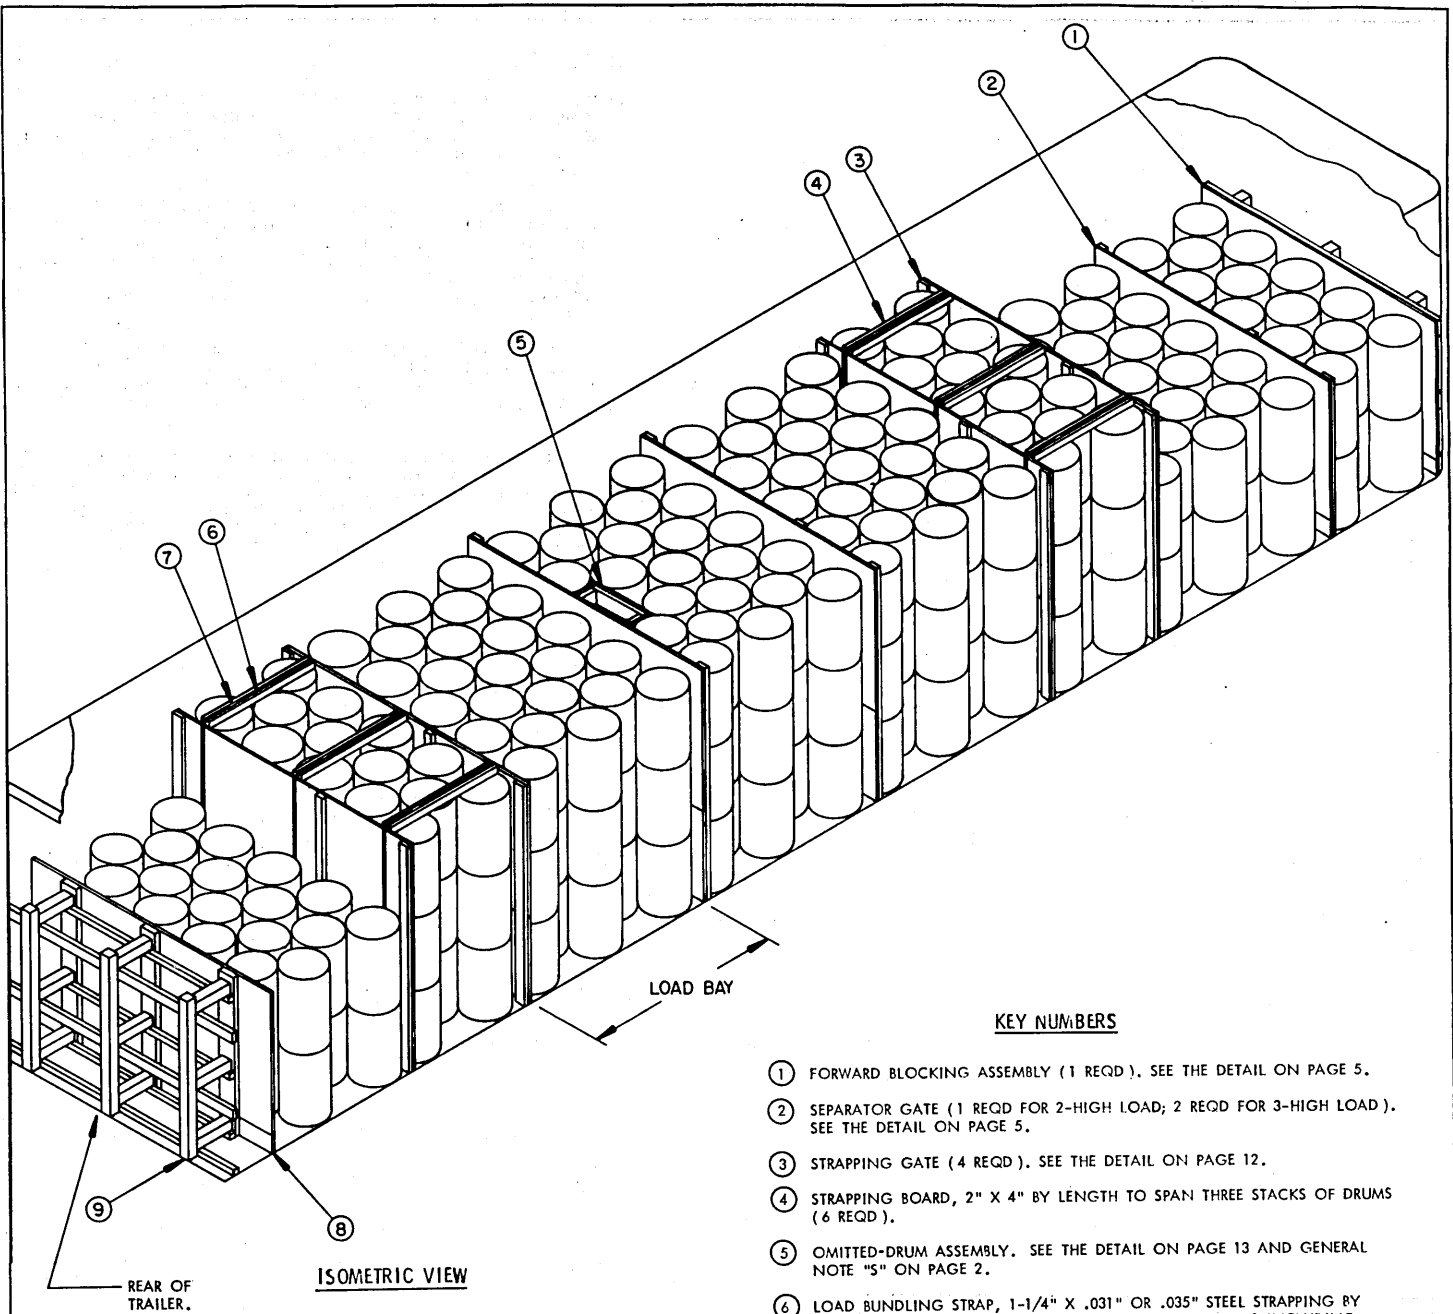 1
2
3
4
5
6
7
8
9
LOAD BAY
REAR OF
TRAILER.
ISOMETRIC VIEW
KEY NUMBERS
1 FORWARD BLOCKING ASSEMBLY (1 REQD). SEE THE DETAIL ON PAGE 5.
2 SEPARATOR GATE (1 REQD FOR 2-HIGH LOAD; 2 REQD FOR 3-HIGH LOAD).
SEE THE DETAIL ON PAGE 5.
3 STRAPPING GATE (4 REQD). SEE THE DETAIL ON PAGE 12.
4 STRAPPING BOARD, 2" X 4" BY LENGTH TO SPAN THREE STACKS OF DRUMS
(6 REQD).
5 OMITTED-DRUM ASSEMBLY. SEE THE DETAIL ON PAGE 13 AND GENERAL
NOTE "S" ON PAGE 2.
6 LOAD BUNDLING STRAP, 1-1/4" X .031" OR .035" STEEL STRAPPING BY